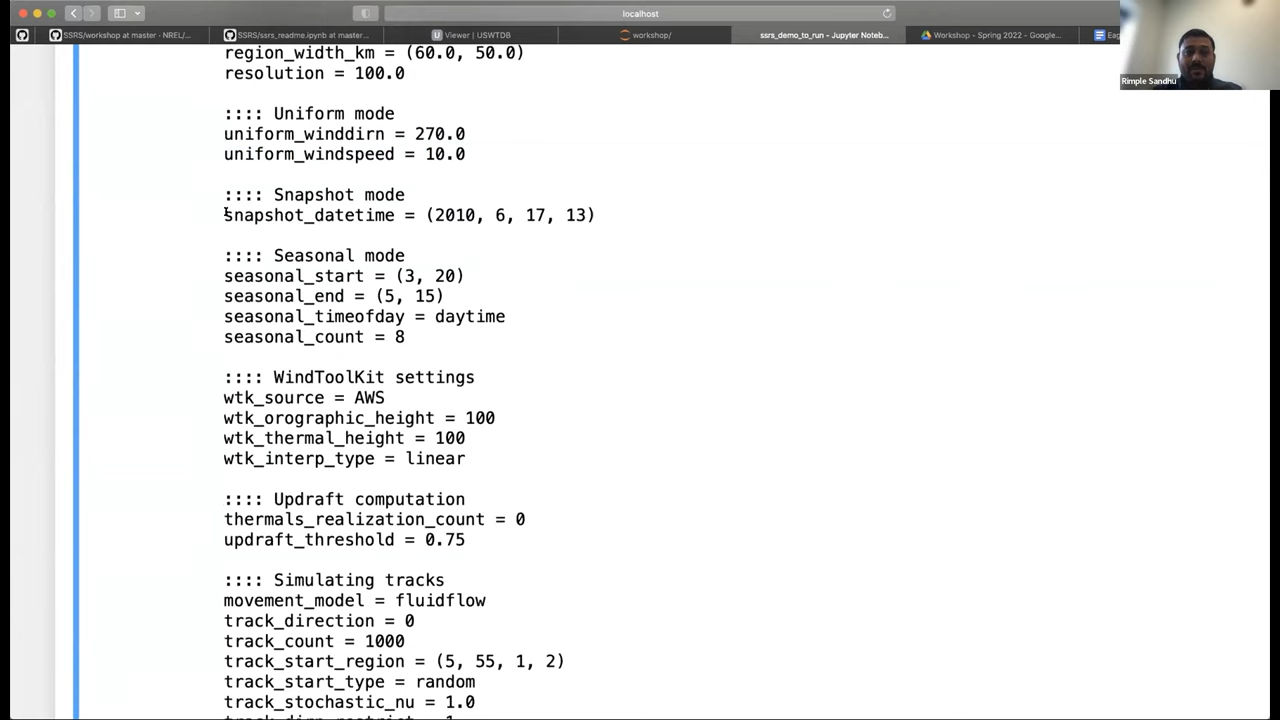 localhost
SSRS/workshop at master · NREL/...
SSRS/ssrs_readme.ipynb at master...
U Viewer | USWTDB
workshop/
ssrs_demo_to_run - Jupyter Noteb...
Workshop - Spring 2022 - Google...
Eag
Rimple Sandhu
region_width_km = (60.0, 50.0)
resolution = 100.0
:::: Uniform mode
uniform_winddirn = 270.0
uniform_windspeed = 10.0
:::: Snapshot mode
snapshot_datetime = (2010, 6, 17, 13)
:::: Seasonal mode
seasonal_start = (3, 20)
seasonal_end = (5, 15)
seasonal_timeofday = daytime
seasonal_count = 8
:::: WindToolKit settings
wtk_source = AWS
wtk_orographic_height = 100
wtk_thermal_height = 100
wtk_interp_type = linear
:::: Updraft computation
thermals_realization_count = 0
updraft_threshold = 0.75
:::: Simulating tracks
movement_model = fluidflow
track_direction = 0
track_count = 1000
track_start_region = (5, 55, 1, 2)
track_start_type = random
track_stochastic_nu = 1.0
track_dirn_restrict = 1